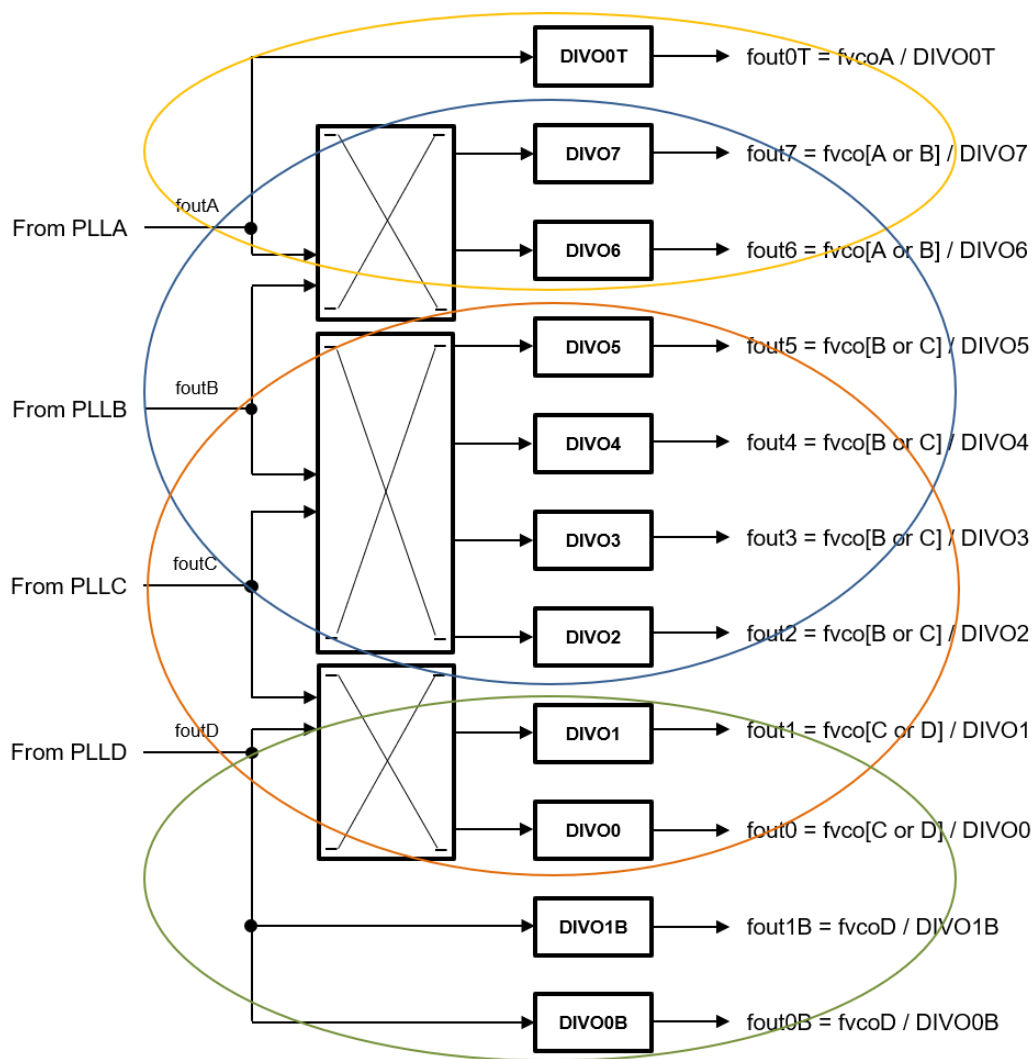 DIVO0T
fout0T = fvcoA / DIVO0T
DIVO7
fout7 = fvco[A or B] / DIVO7
From PLLA
foutA
DIVO6
fout6 = fvco[A or B] / DIVO6
DIVO5
fout5 = fvco[B or C] / DIVO5
From PLLB
foutB
DIVO4
fout4 = fvco[B or C] / DIVO4
DIVO3
fout3 = fvco[B or C] / DIVO3
From PLLC
foutC
DIVO2
fout2 = fvco[B or C] / DIVO2
From PLLD
foutD
DIVO1
fout1 = fvco[C or D] / DIVO1
DIVO0
fout0 = fvco[C or D] / DIVO0
DIVO1B
fout1B = fvcoD / DIVO1B
DIVO0B
fout0B = fvcoD / DIVO0B